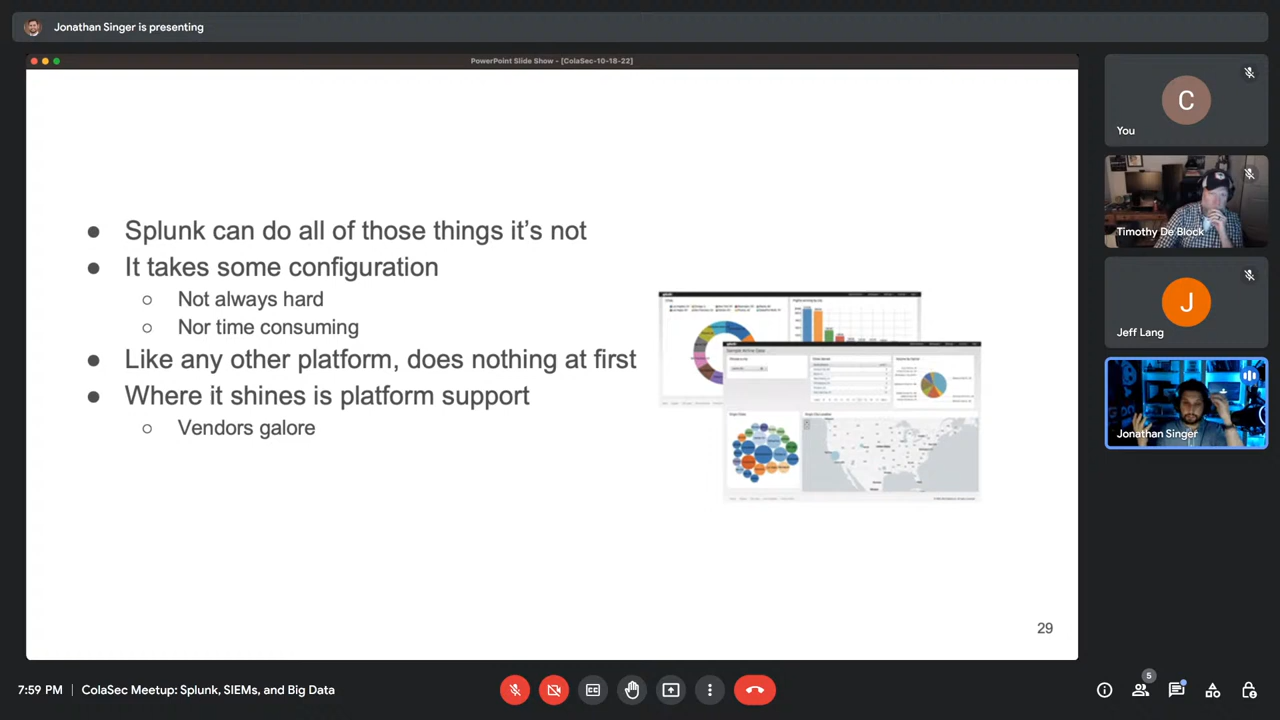 Jonathan Singer is presenting
PowerPoint Slide Show - [ColaSec-10-18-22]
Splunk can do all of those things it's not
It takes some configuration
Not always hard
Nor time consuming
Like any other platform, does nothing at first
Where it shines is platform support
Vendors galore
29
C
You
Timothy De Block
J
Jeff Lang
Jonathan Singer
7:59 PM
ColaSec Meetup: Splunk, SIEMs, and Big Data
CC
5